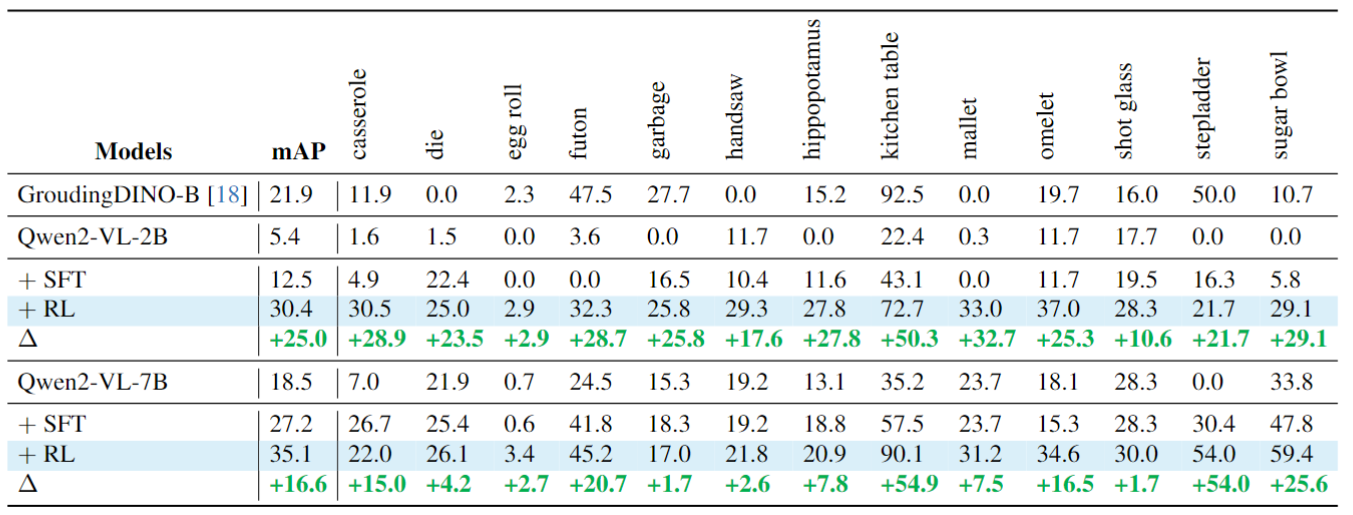 Models mAP casserole die egg roll futon garbage handsaw hippopotamus kitchen table mallet omelet shot glass stepladder sugar bowl
GroudingDINO-B [18] 21.9 11.9 0.0 2.3 47.5 27.7 0.0 15.2 92.5 0.0 19.7 16.0 50.0 10.7
Qwen2-VL-2B 5.4 1.6 1.5 0.0 3.6 0.0 11.7 0.0 22.4 0.3 11.7 17.7 0.0 0.0
+ SFT 12.5 4.9 22.4 0.0 0.0 16.5 10.4 11.6 43.1 0.0 11.7 19.5 16.3 5.8
+ RL 30.4 30.5 25.0 2.9 32.3 25.8 29.3 27.8 72.7 33.0 37.0 28.3 21.7 29.1
Δ +25.0 +28.9 +23.5 +2.9 +28.7 +25.8 +17.6 +27.8 +50.3 +32.7 +25.3 +10.6 +21.7 +29.1
Qwen2-VL-7B 18.5 7.0 21.9 0.7 24.5 15.3 19.2 13.1 35.2 23.7 18.1 28.3 0.0 33.8
+ SFT 27.2 26.7 25.4 0.6 41.8 18.3 19.2 18.8 57.5 23.7 15.3 28.3 30.4 47.8
+ RL 35.1 22.0 26.1 3.4 45.2 17.0 21.8 20.9 90.1 31.2 34.6 30.0 54.0 59.4
Δ +16.6 +15.0 +4.2 +2.7 +20.7 +1.7 +2.6 +7.8 +54.9 +7.5 +16.5 +1.7 +54.0 +25.6